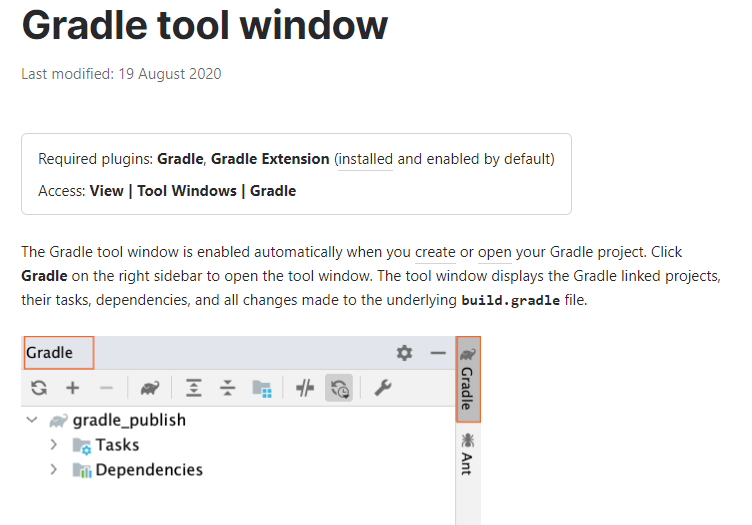 Gradle tool window
Last modified: 19 August 2020
Required plugins: Gradle, Gradle Extension (installed and enabled by default)
Access: View | Tool Windows | Gradle
The Gradle tool window is enabled automatically when you create or open your Gradle project. Click
Gradle on the right sidebar to open the tool window. The tool window displays the Gradle linked projects,
their tasks, dependencies, and all changes made to the underlying build.gradle file.
Gradle
gradle_publish
Tasks
Dependencies
Gradle
Ant